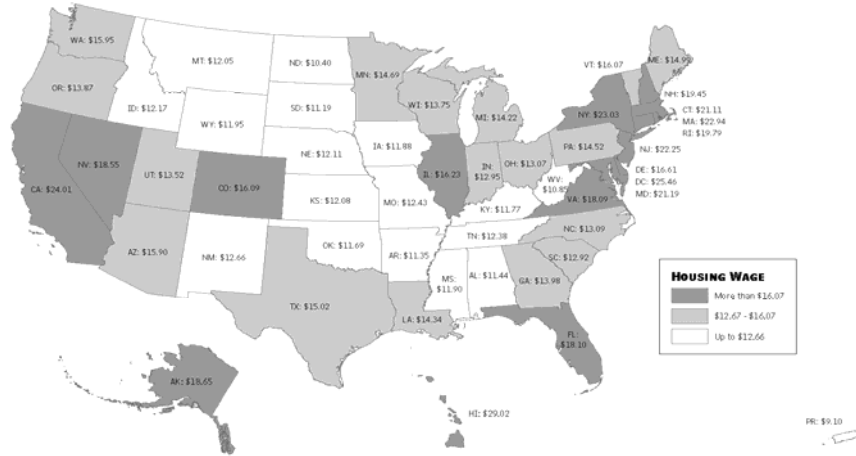 WA: $15.95
MT: $12.05
ND: $10.40
MN: $14.69
VT: $16.07
ME: $14.95
OR: $13.87
ID: $12.17
SD: $11.19
WI: $13.75
MI: $14.22
NY: $23.03
NH: $19.45
CT: $21.11
MA: $22.94
RI: $19.79
WY: $11.95
IA: $11.88
PA: $14.52
NJ: $22.25
NV: $18.55
UT: $13.52
CO: $16.09
NE: $12.11
IL: $16.23
IN:
$12.95
OH: $13.07
WV:
$10.85
DE: $16.61
DC: $25.46
MD: $21.19
CA: $24.01
KS: $12.08
MO: $12.43
KY: $11.77
VA: $18.09
AZ: $15.90
NM: $12.66
OK: $11.69
AR: $11.35
TN: $12.38
NC: $13.09
SC: $12.92
MS:
$11.90
AL: $11.44
GA: $13.98
TX: $15.02
LA: $14.34
FL:
$18.10
HOUSING WAGE
More than $16.07
$12.67 - $16.07
Up to $12.66
AK: $18.65
HI: $29.02
PR: $9.10